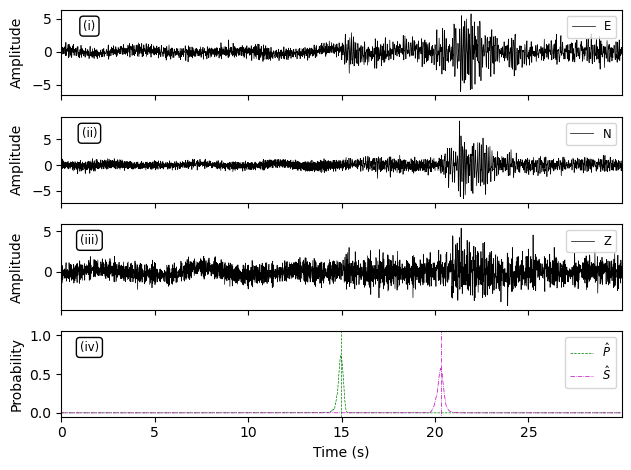 (i)
E
Amplitude
5
0
−5
(ii)
N
Amplitude
5
0
−5
(iii)
Z
Amplitude
5
0
(iv)
P̂
Ŝ
Probability
1.0
0.5
0.0
0 5 10 15 20 25
Time (s)